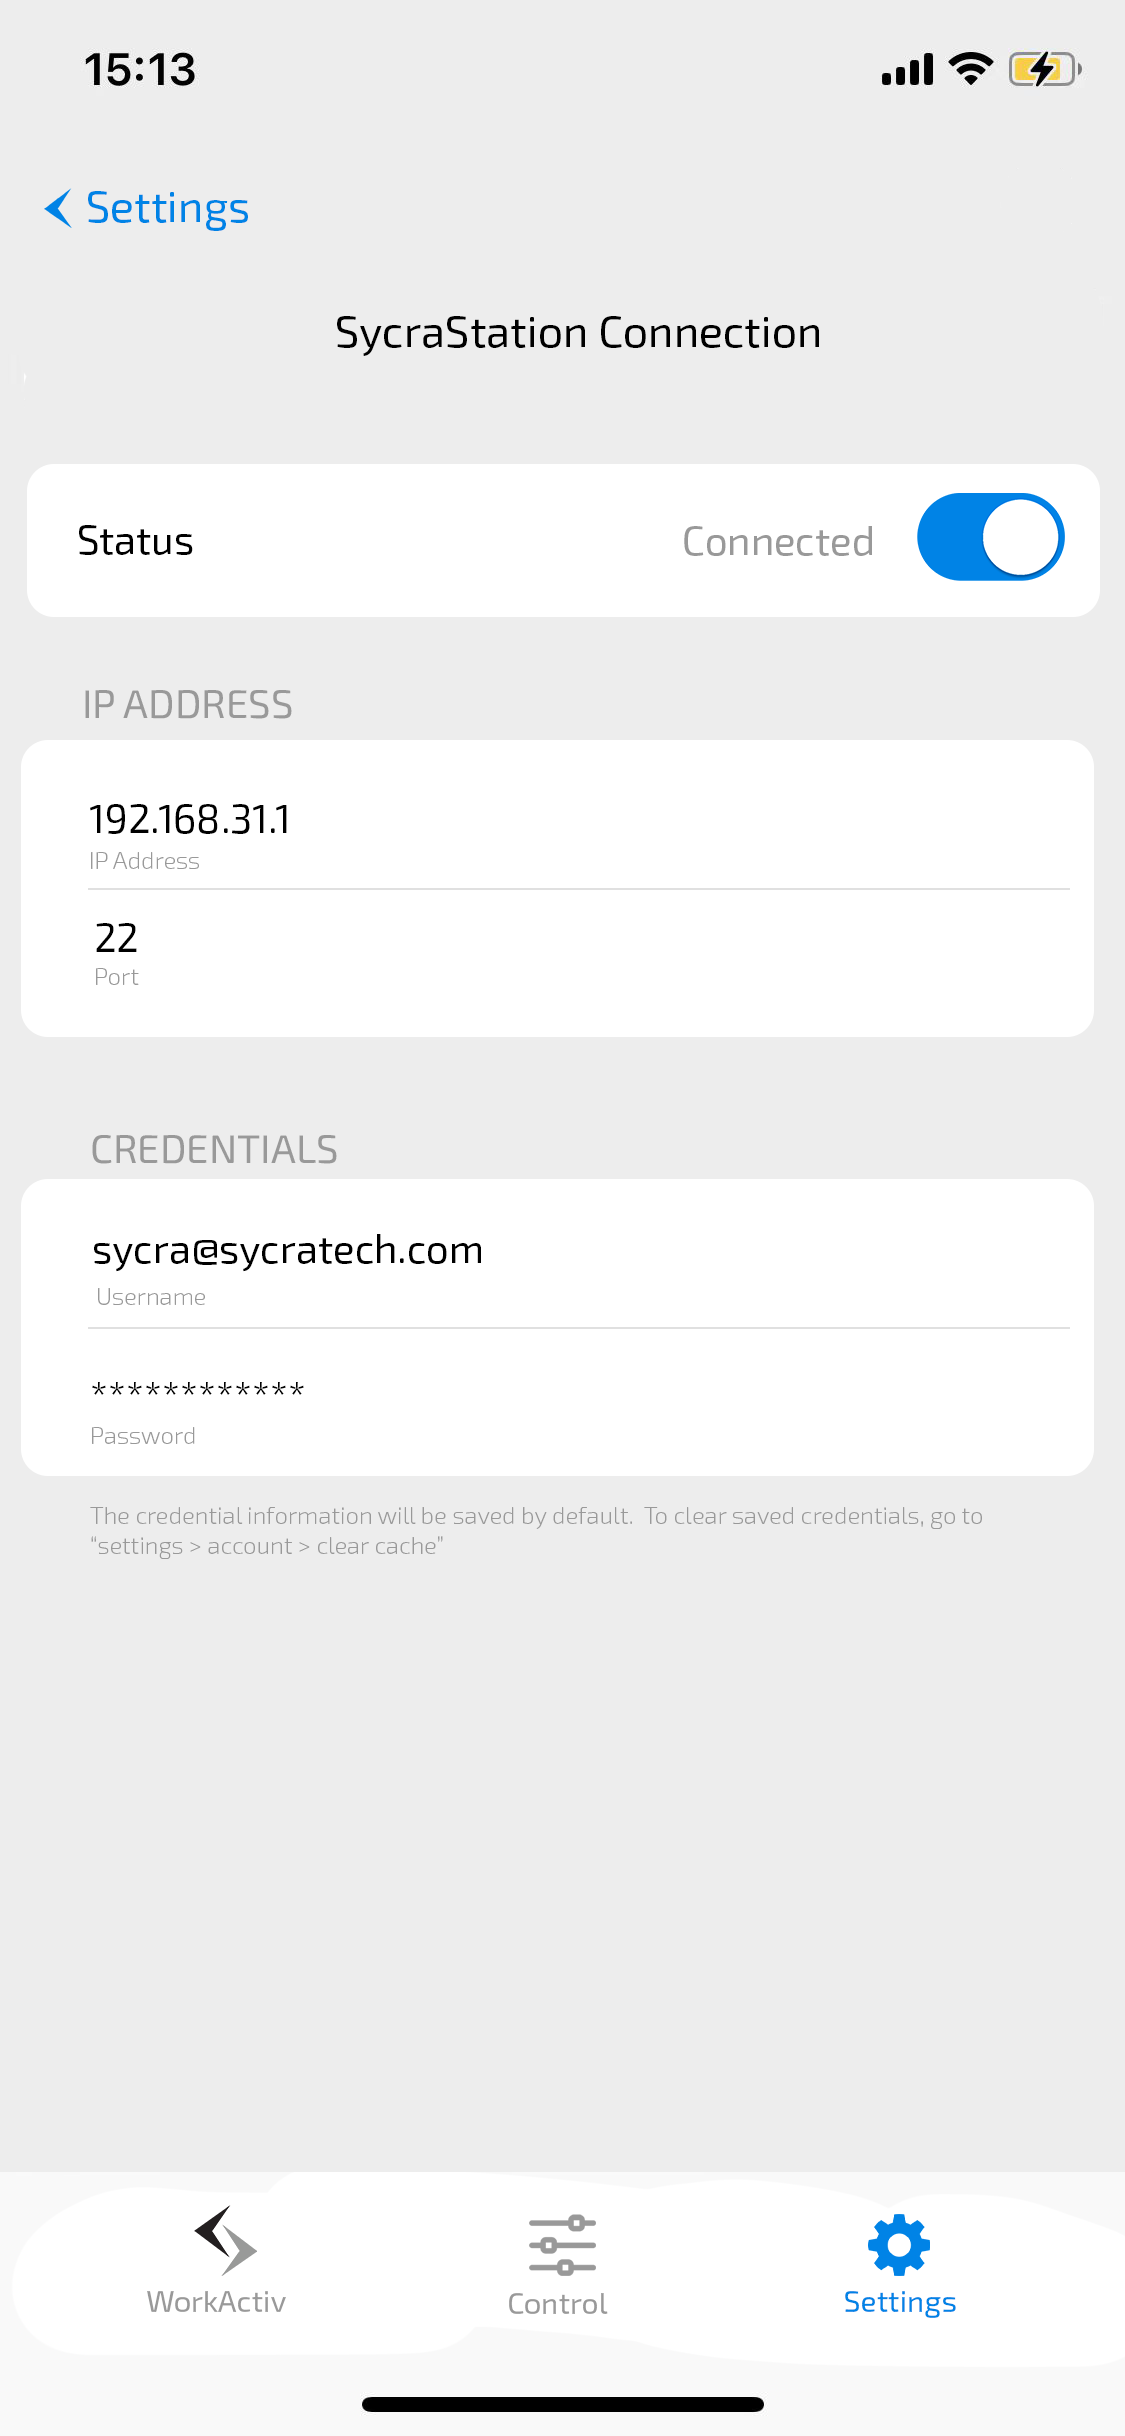 15:13
Settings
SycraStation Connection
Status
Connected
IP ADDRESS
192.168.31.1
IP Address
22
Port
CREDENTIALS
sycra@sycratech.com
Username
************
Password
The credential information will be saved by default.  To clear saved credentials, go to
“settings > account > clear cache”
WorkActiv
Control
Settings